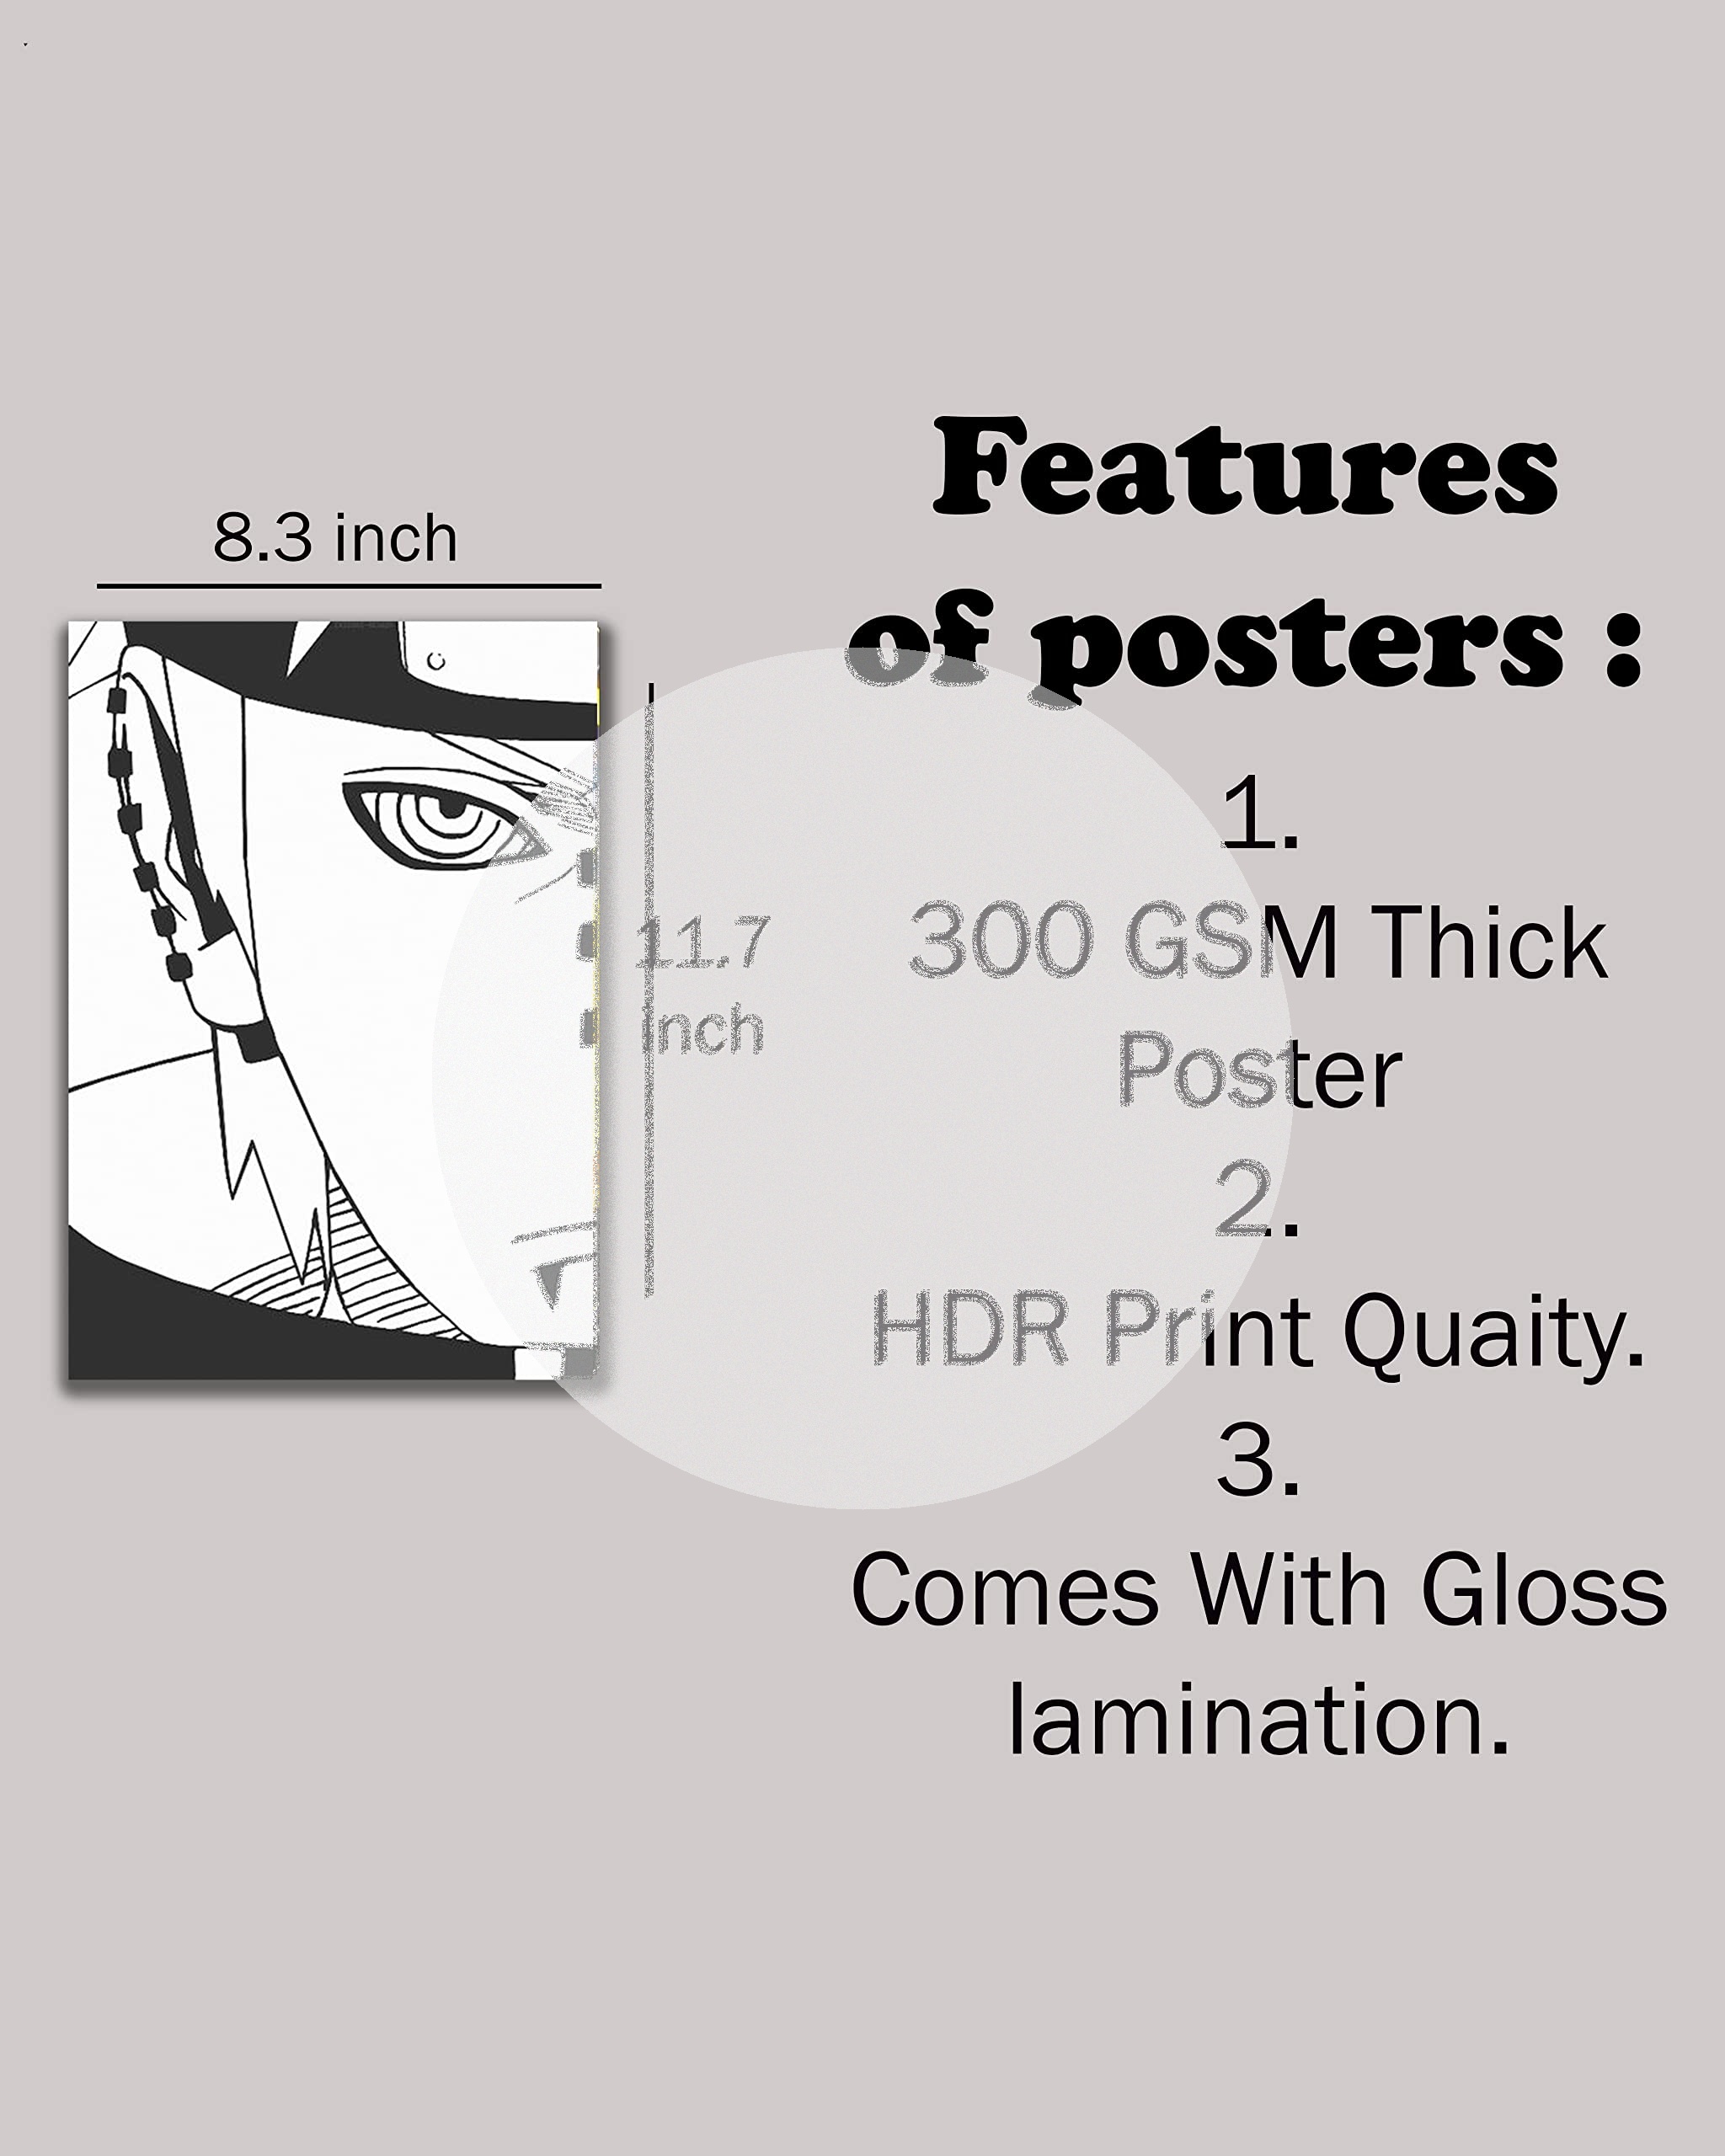 8.3 inch
11.7
inch
Features
of posters :
1.
300 GSM Thick
Poster
2.
HDR Print Quaity.
3.
Comes With Gloss
lamination.